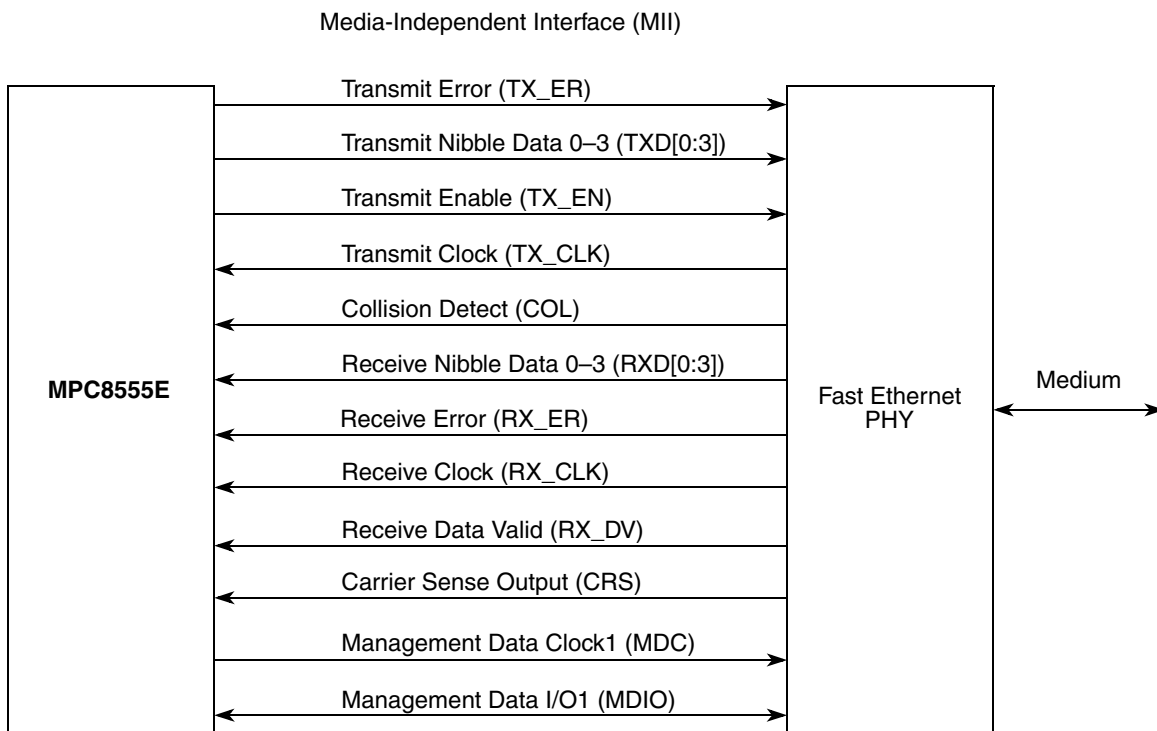 Media-Independent Interface (MII)
Transmit Error (TX_ER)
Transmit Nibble Data 0–3 (TXD[0:3])
Transmit Enable (TX_EN)
Transmit Clock (TX_CLK)
Collision Detect (COL)
Receive Nibble Data 0–3 (RXD[0:3])
MPC8555E
Medium
Fast Ethernet
PHY
Receive Error (RX_ER)
Receive Clock (RX_CLK)
Receive Data Valid (RX_DV)
Carrier Sense Output (CRS)
Management Data Clock1 (MDC)
Management Data I/O1 (MDIO)